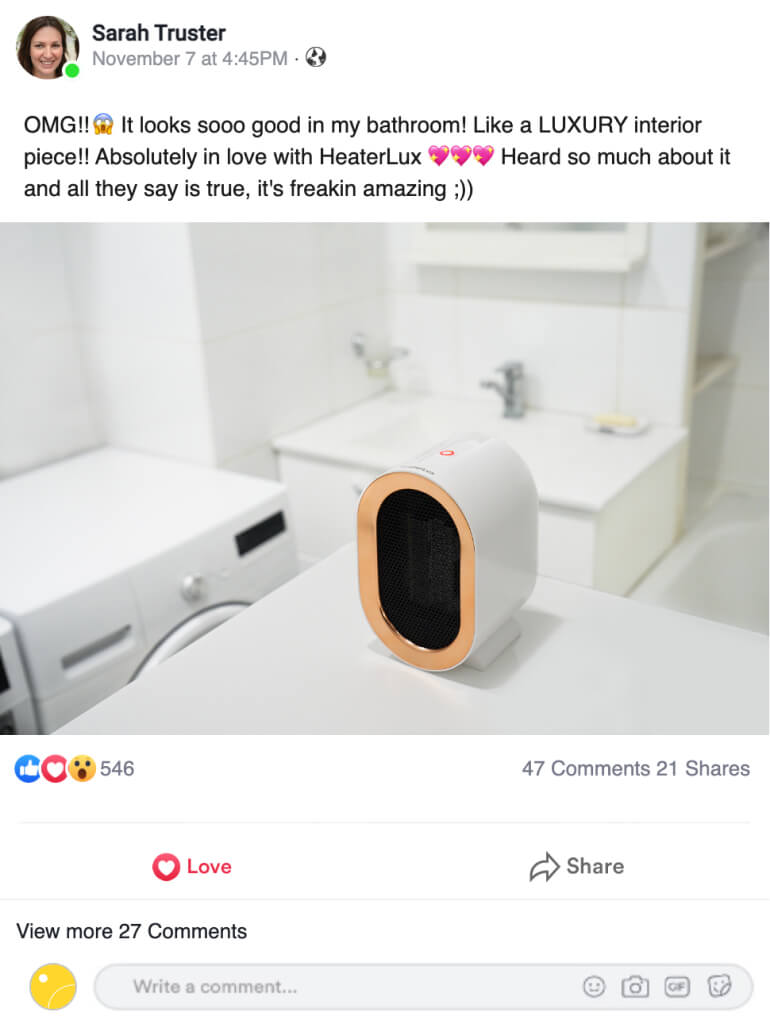 Sarah Truster
November 7 at 4:45PM ·
OMG!!😱 It looks sooo good in my bathroom! Like a LUXURY interior
piece!! Absolutely in love with HeaterLux 💖💖💖 Heard so much about it
and all they say is true, it's freakin amazing ;))
546
47 Comments 21 Shares
Love
Share
View more 27 Comments
Write a comment...
GIF